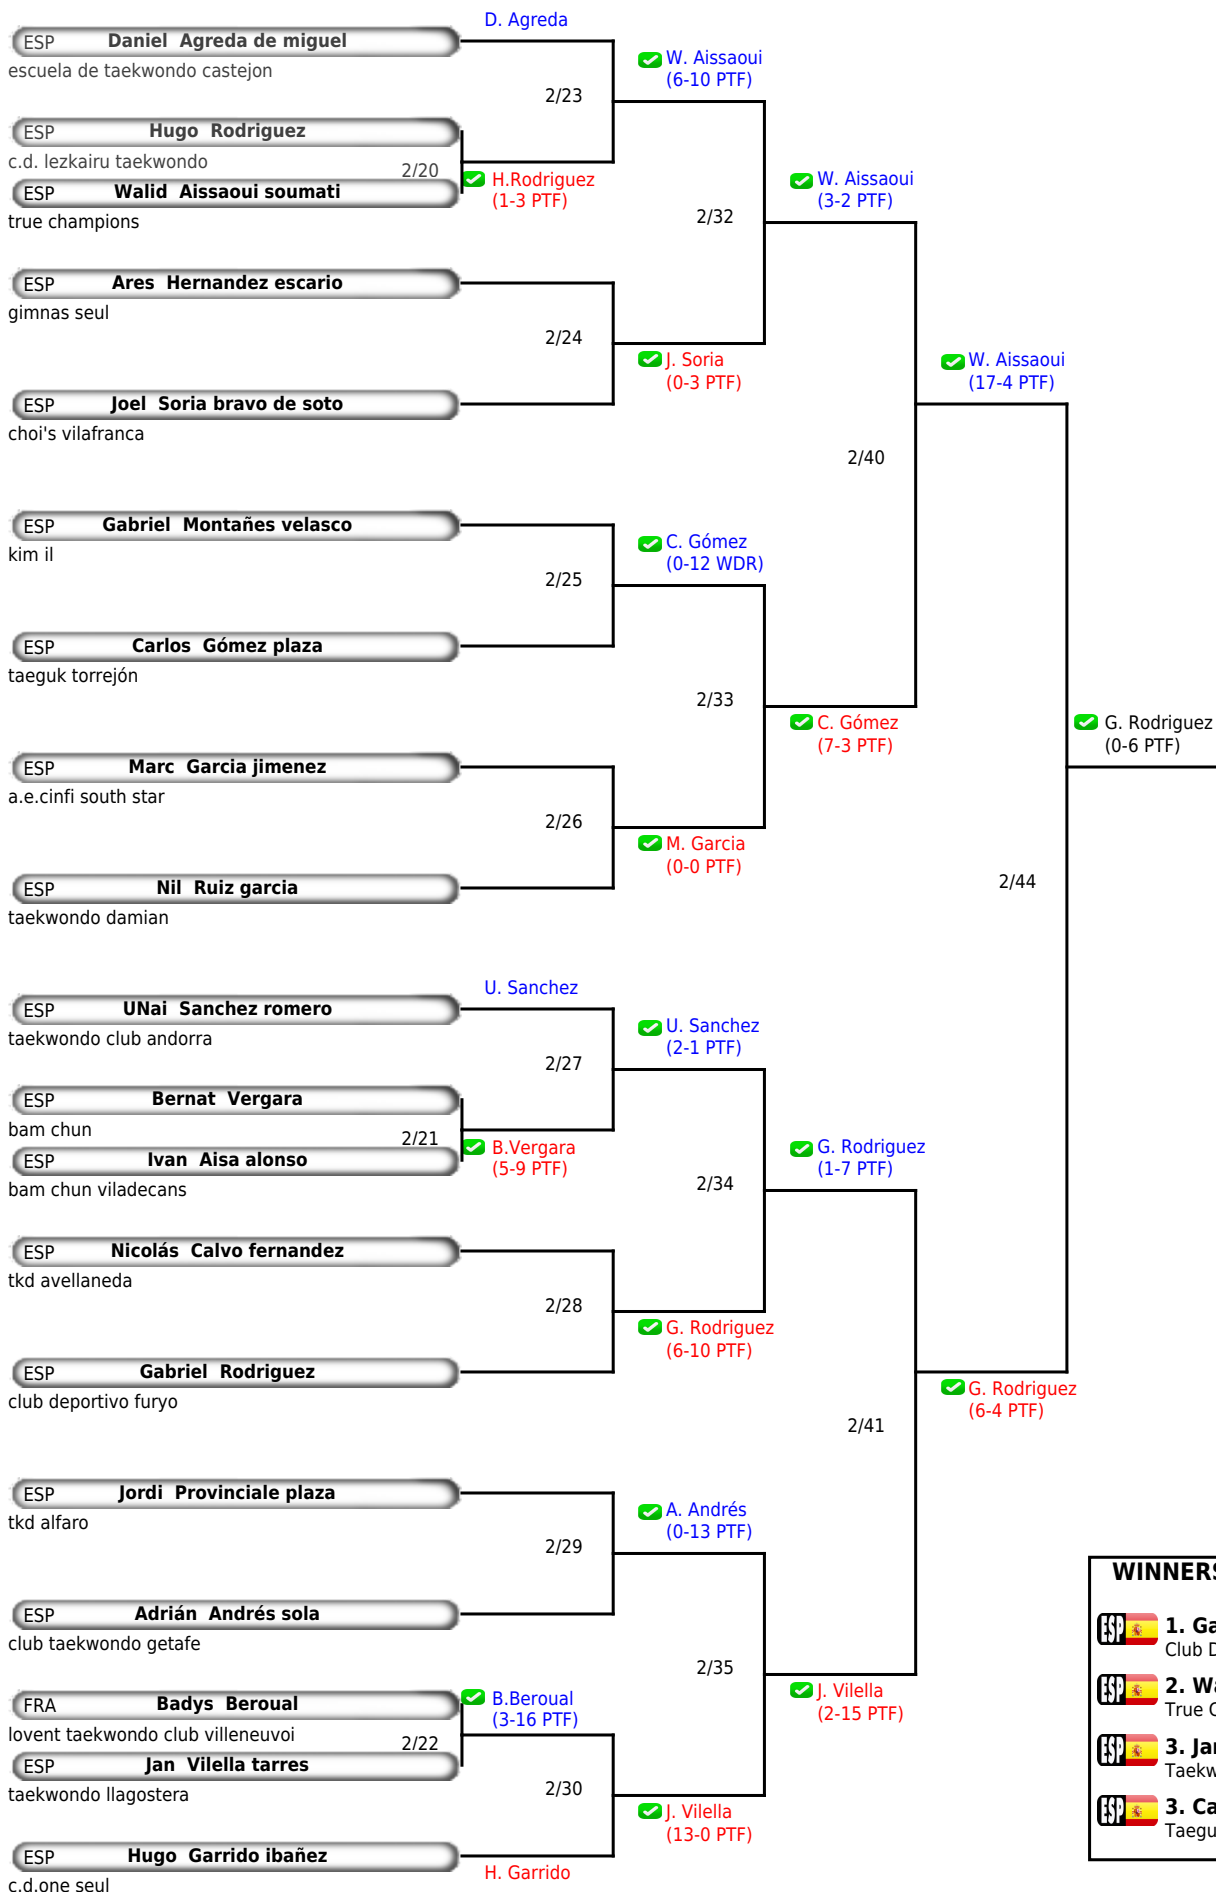 D. Agreda
ESP Daniel Agreda de miguel
escuela de taekwondo castejon
W. Aissaoui
(6-10 PTF)
2/23
ESP Hugo Rodriguez
c.d. lezkairu taekwondo
2/20
H.Rodriguez
(1-3 PTF)
ESP Walid Aissaoui soumati
true champions
W. Aissaoui
(3-2 PTF)
2/32
ESP Ares Hernandez escario
gimnas seul
2/24
J. Soria
(0-3 PTF)
W. Aissaoui
(17-4 PTF)
ESP Joel Soria bravo de soto
choi's vilafranca
2/40
ESP Gabriel Montañes velasco
kim il
C. Gómez
(0-12 WDR)
2/25
ESP Carlos Gómez plaza
taeguk torrejón
2/33
C. Gómez
(7-3 PTF)
G. Rodriguez
(0-6 PTF)
ESP Marc Garcia jimenez
a.e.cinfi south star
2/26
M. Garcia
(0-0 PTF)
2/44
ESP Nil Ruiz garcia
taekwondo damian
U. Sanchez
ESP UNai Sanchez romero
taekwondo club andorra
U. Sanchez
(2-1 PTF)
2/27
ESP Bernat Vergara
bam chun
2/21
B.Vergara
(5-9 PTF)
ESP Ivan Aisa alonso
bam chun viladecans
G. Rodriguez
(1-7 PTF)
2/34
ESP Nicolás Calvo fernandez
tkd avellaneda
2/28
G. Rodriguez
(6-10 PTF)
ESP Gabriel Rodriguez
club deportivo furyo
G. Rodriguez
(6-4 PTF)
2/41
ESP Jordi Provinciale plaza
tkd alfaro
A. Andrés
(0-13 PTF)
2/29
ESP Adrián Andrés sola
club taekwondo getafe
2/35
FRA Badys Beroual
lovent taekwondo club villeneuvoi
2/22
B.Beroual
(3-16 PTF)
J. Vilella
(2-15 PTF)
ESP Jan Vilella tarres
taekwondo llagostera
2/30
J. Vilella
(13-0 PTF)
ESP Hugo Garrido ibañez
c.d.one seul
H. Garrido
WINNERS
ESP 1. Ga
Club D
ESP 2. Wa
True C
ESP 3. Jan
Taekw
ESP 3. Ca
Taegu